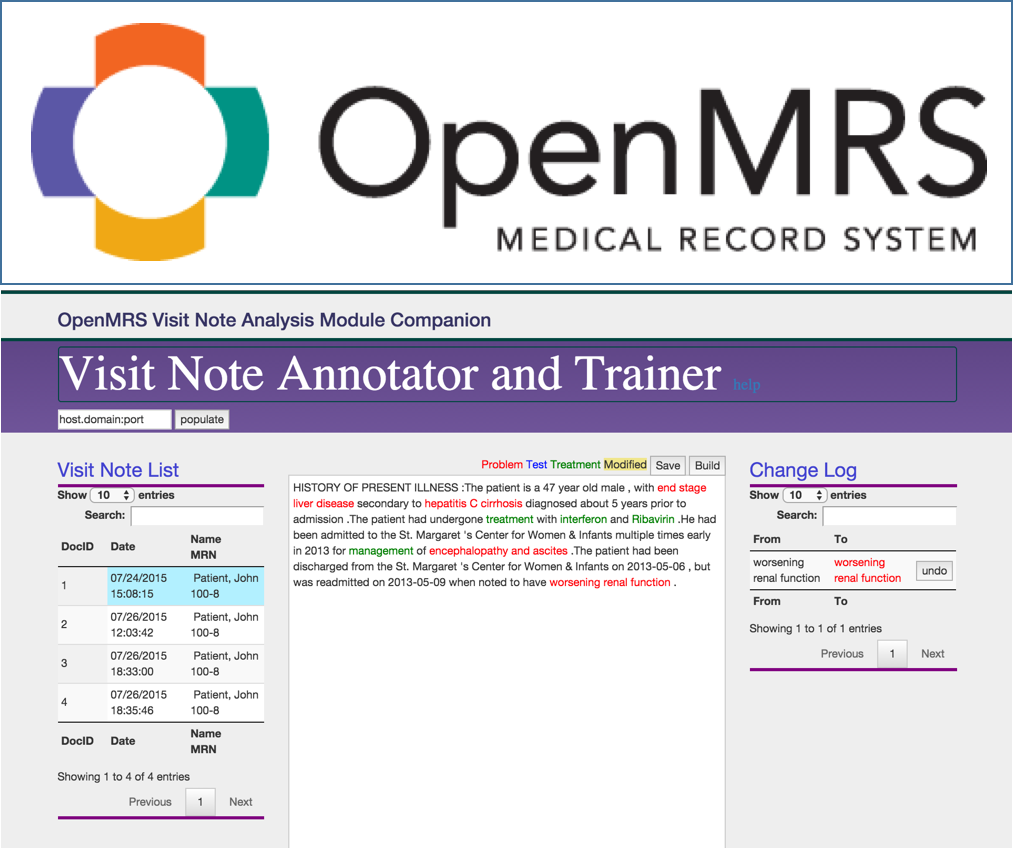 OpenMRS
MEDICAL RECORD SYSTEM
OpenMRS Visit Note Analysis Module Companion
Visit Note Annotator and Trainer help
host.domain:port populate
Visit Note List
Show 10 entries
Search:
DocID Date Name MRN
1 07/24/2015 15:08:15 Patient, John 100-8
2 07/26/2015 12:03:42 Patient, John 100-8
3 07/26/2015 18:33:00 Patient, John 100-8
4 07/26/2015 18:35:46 Patient, John 100-8
DocID Date Name MRN
Showing 1 to 4 of 4 entries
Previous 1 Next
Problem Test Treatment Modified Save Build
HISTORY OF PRESENT ILLNESS :The patient is a 47 year old male , with end stage
liver disease secondary to hepatitis C cirrhosis diagnosed about 5 years prior to
admission .The patient had undergone treatment with interferon and Ribavirin .He had
been admitted to the St. Margaret 's Center for Women & Infants multiple times early
in 2013 for management of encephalopathy and ascites .The patient had been
discharged from the St. Margaret 's Center for Women & Infants on 2013-05-06 , but
was readmitted on 2013-05-09 when noted to have worsening renal function .
Change Log
Show 10 entries
Search:
From To
worsening renal function worsening renal function undo
From To
Showing 1 to 1 of 1 entries
Previous 1 Next